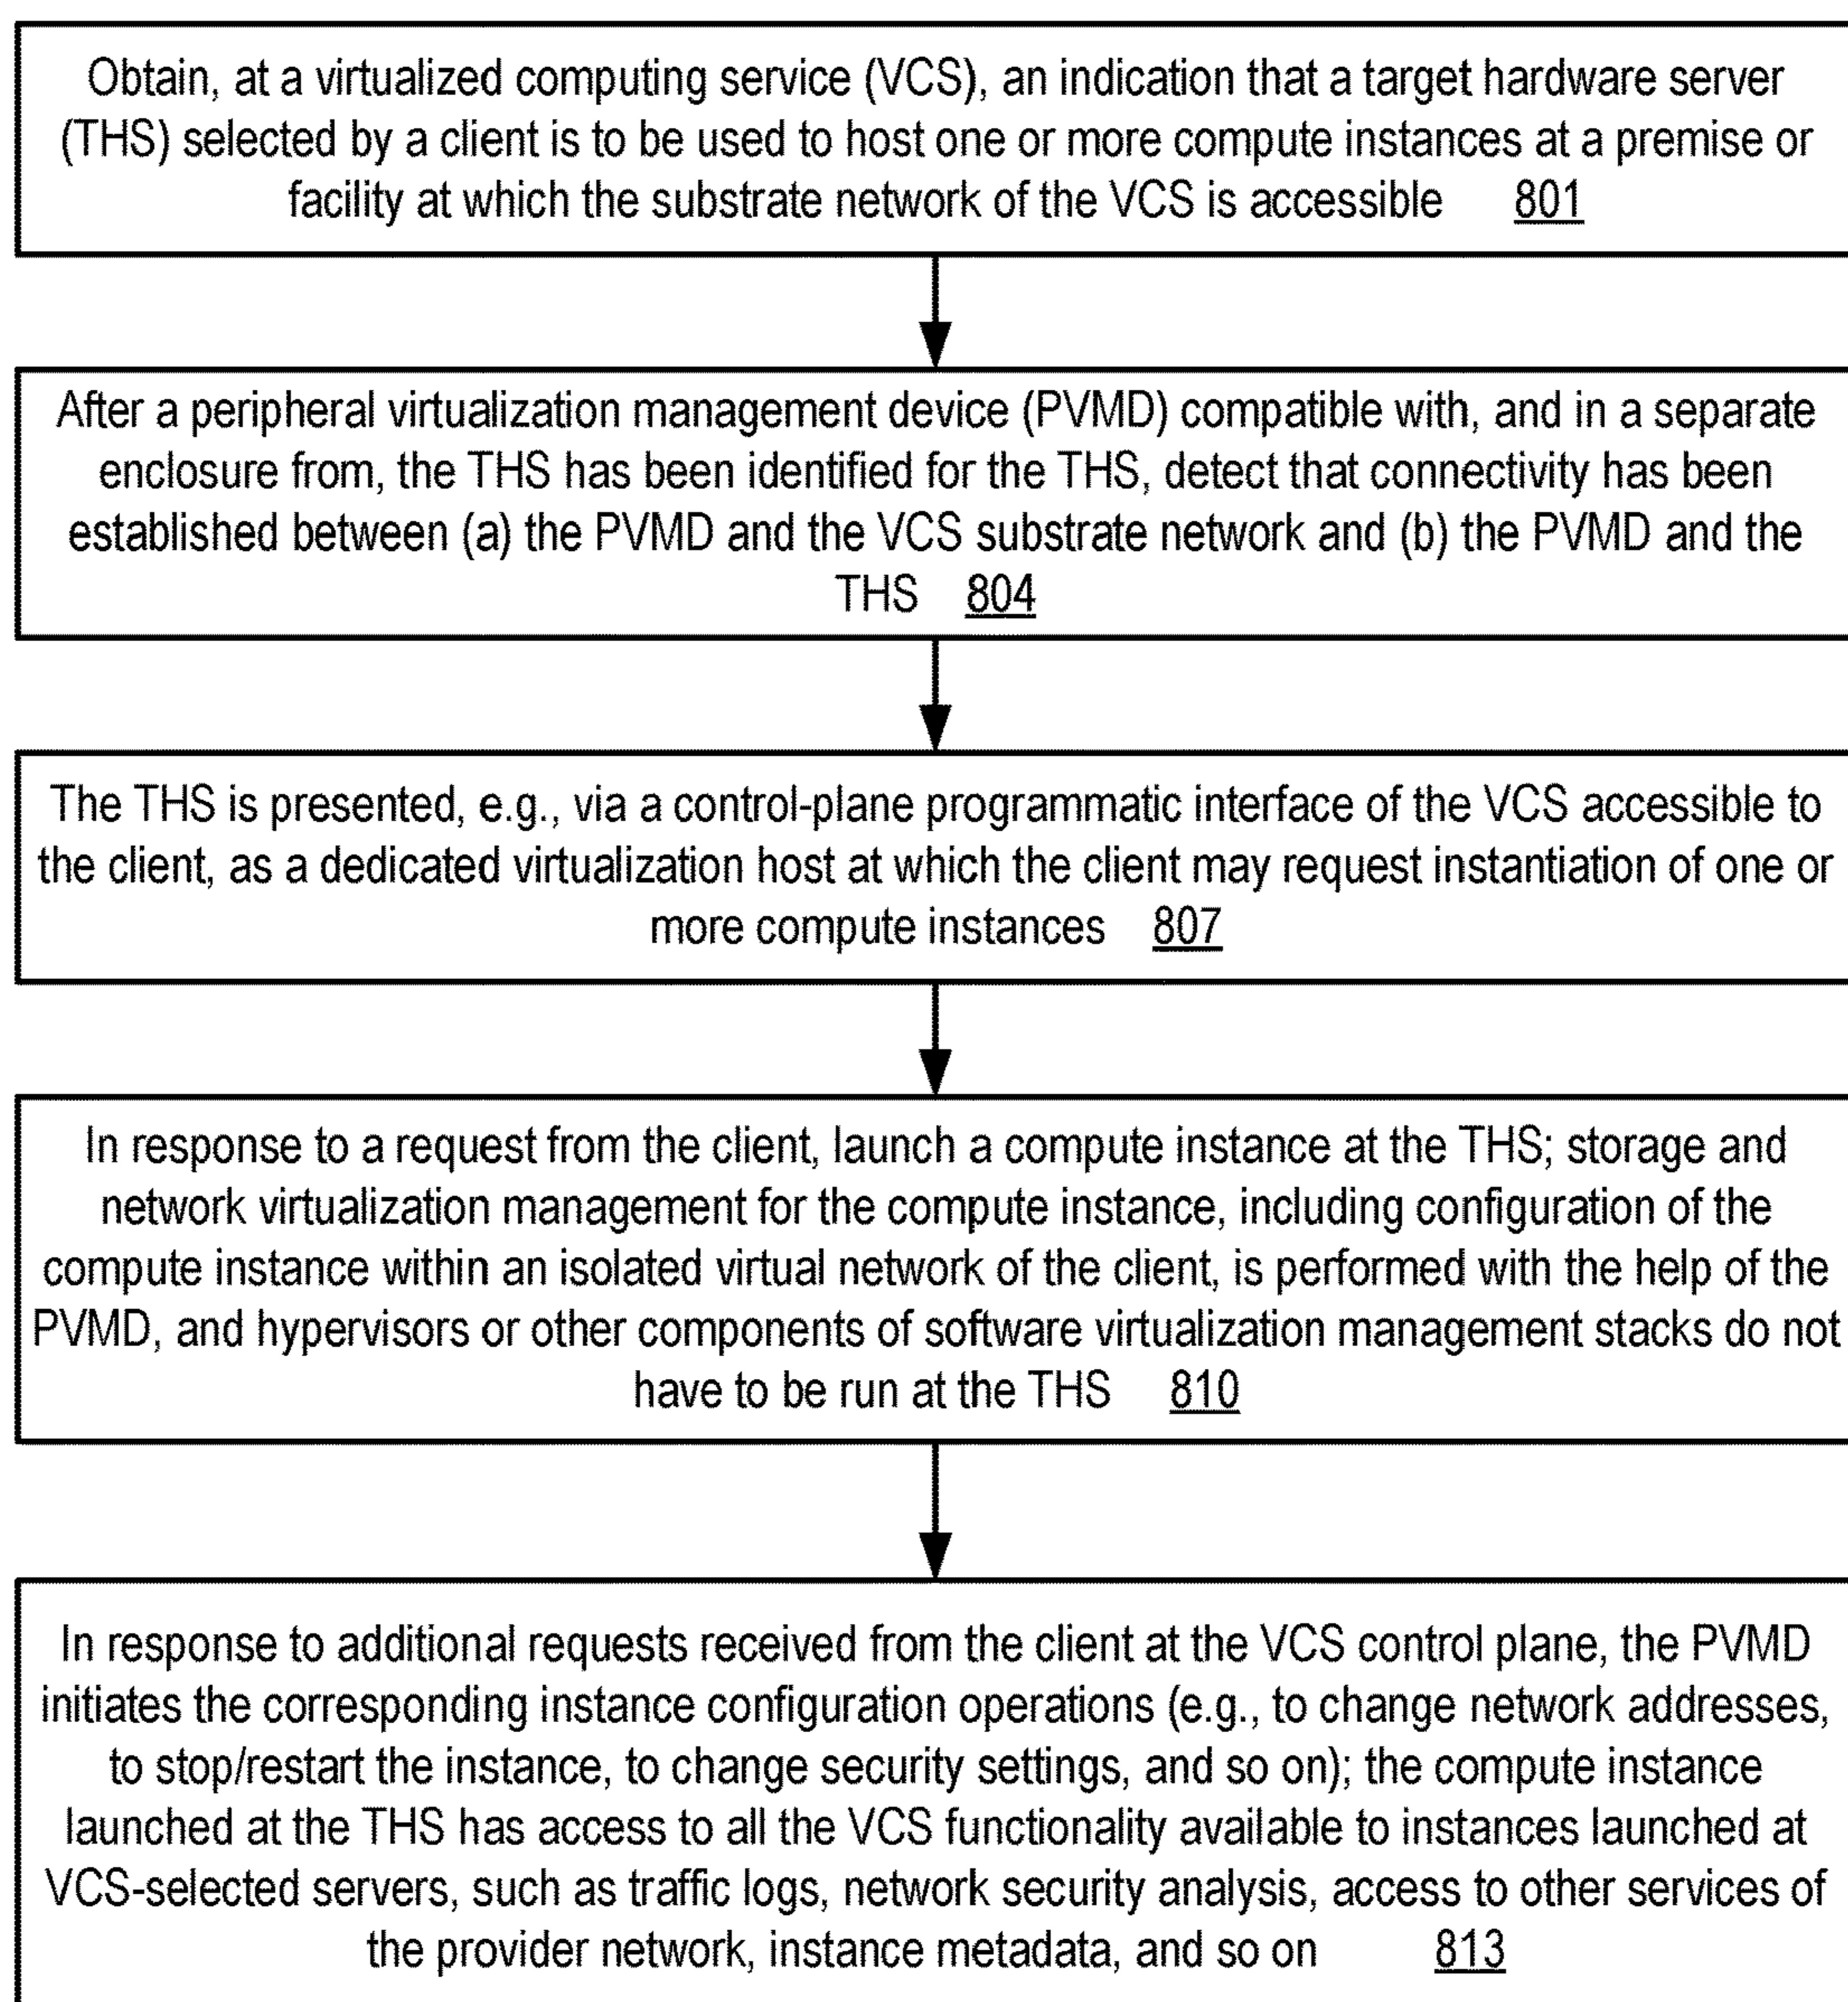 Obtain, at a virtualized computing service (VCS), an indication that a target hardware server
(THS) selected by a client is to be used to host one or more compute instances at a premise or
facility at which the substrate network of the VCS is accessible 801
After a peripheral virtualization management device (PVMD) compatible with, and in a separate
enclosure from, the THS has been identified for the THS, detect that connectivity has been
established between (a) the PVMD and the VCS substrate network and (b) the PVMD and the
THS 804
The THS is presented, e.g., via a control-plane programmatic interface of the VCS accessible to
the client, as a dedicated virtualization host at which the client may request instantiation of one or
more compute instances 807
In response to a request from the client, launch a compute instance at the THS; storage and
network virtualization management for the compute instance, including configuration of the
compute instance within an isolated virtual network of the client, is performed with the help of the
PVMD, and hypervisors or other components of software virtualization management stacks do not
have to be run at the THS 810
In response to additional requests received from the client at the VCS control plane, the PVMD
initiates the corresponding instance configuration operations (e.g., to change network addresses,
to stop/restart the instance, to change security settings, and so on); the compute instance
launched at the THS has access to all the VCS functionality available to instances launched at
VCS-selected servers, such as traffic logs, network security analysis, access to other services of
the provider network, instance metadata, and so on 813